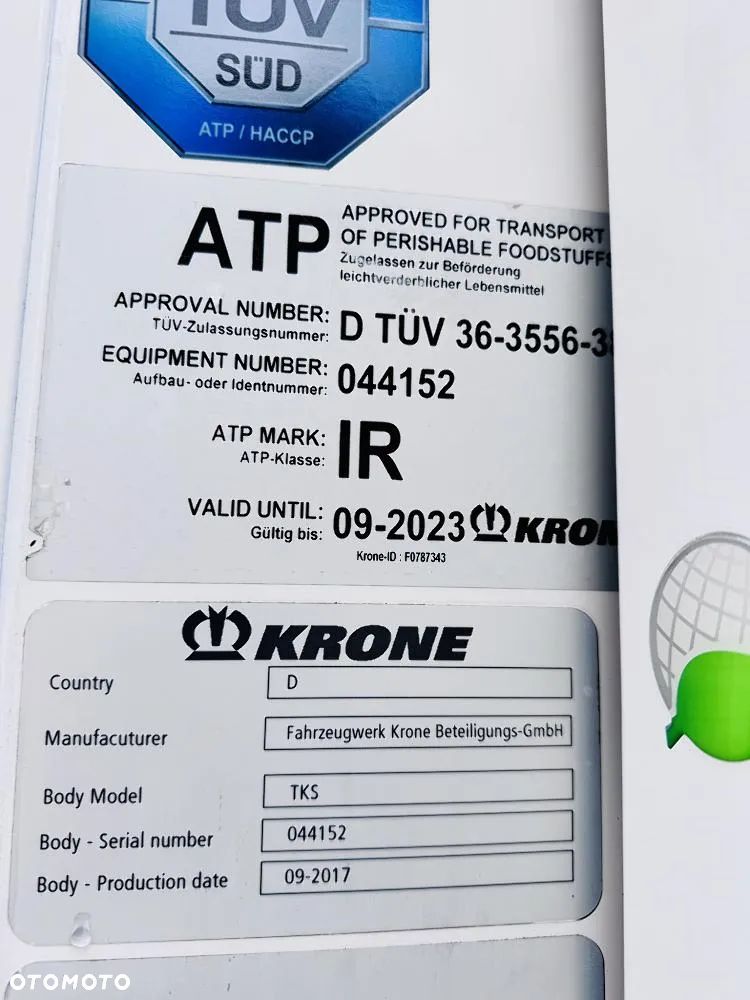 TÜV
SÜD
ATP / HACCP
ATP
APPROVED FOR TRANSPORT
OF PERISHABLE FOODSTUFFS
Zugelassen zur Beförderung
leichtverderblicher Lebensmittel
APPROVAL NUMBER:
TÜV-Zulassungsnummer:
D TÜV 36-3556-3
EQUIPMENT NUMBER:
Aufbau- oder Identnummer:
044152
ATP MARK:
ATP-Klasse:
IR
VALID UNTIL:
Gültig bis:
09-2023
KRONE
Krone-ID : F0787343
KRONE
Country D
Manufacuturer Fahrzeugwerk Krone Beteiligungs-GmbH
Body Model TKS
Body - Serial number 044152
Body - Production date 09-2017
OTOMOTO